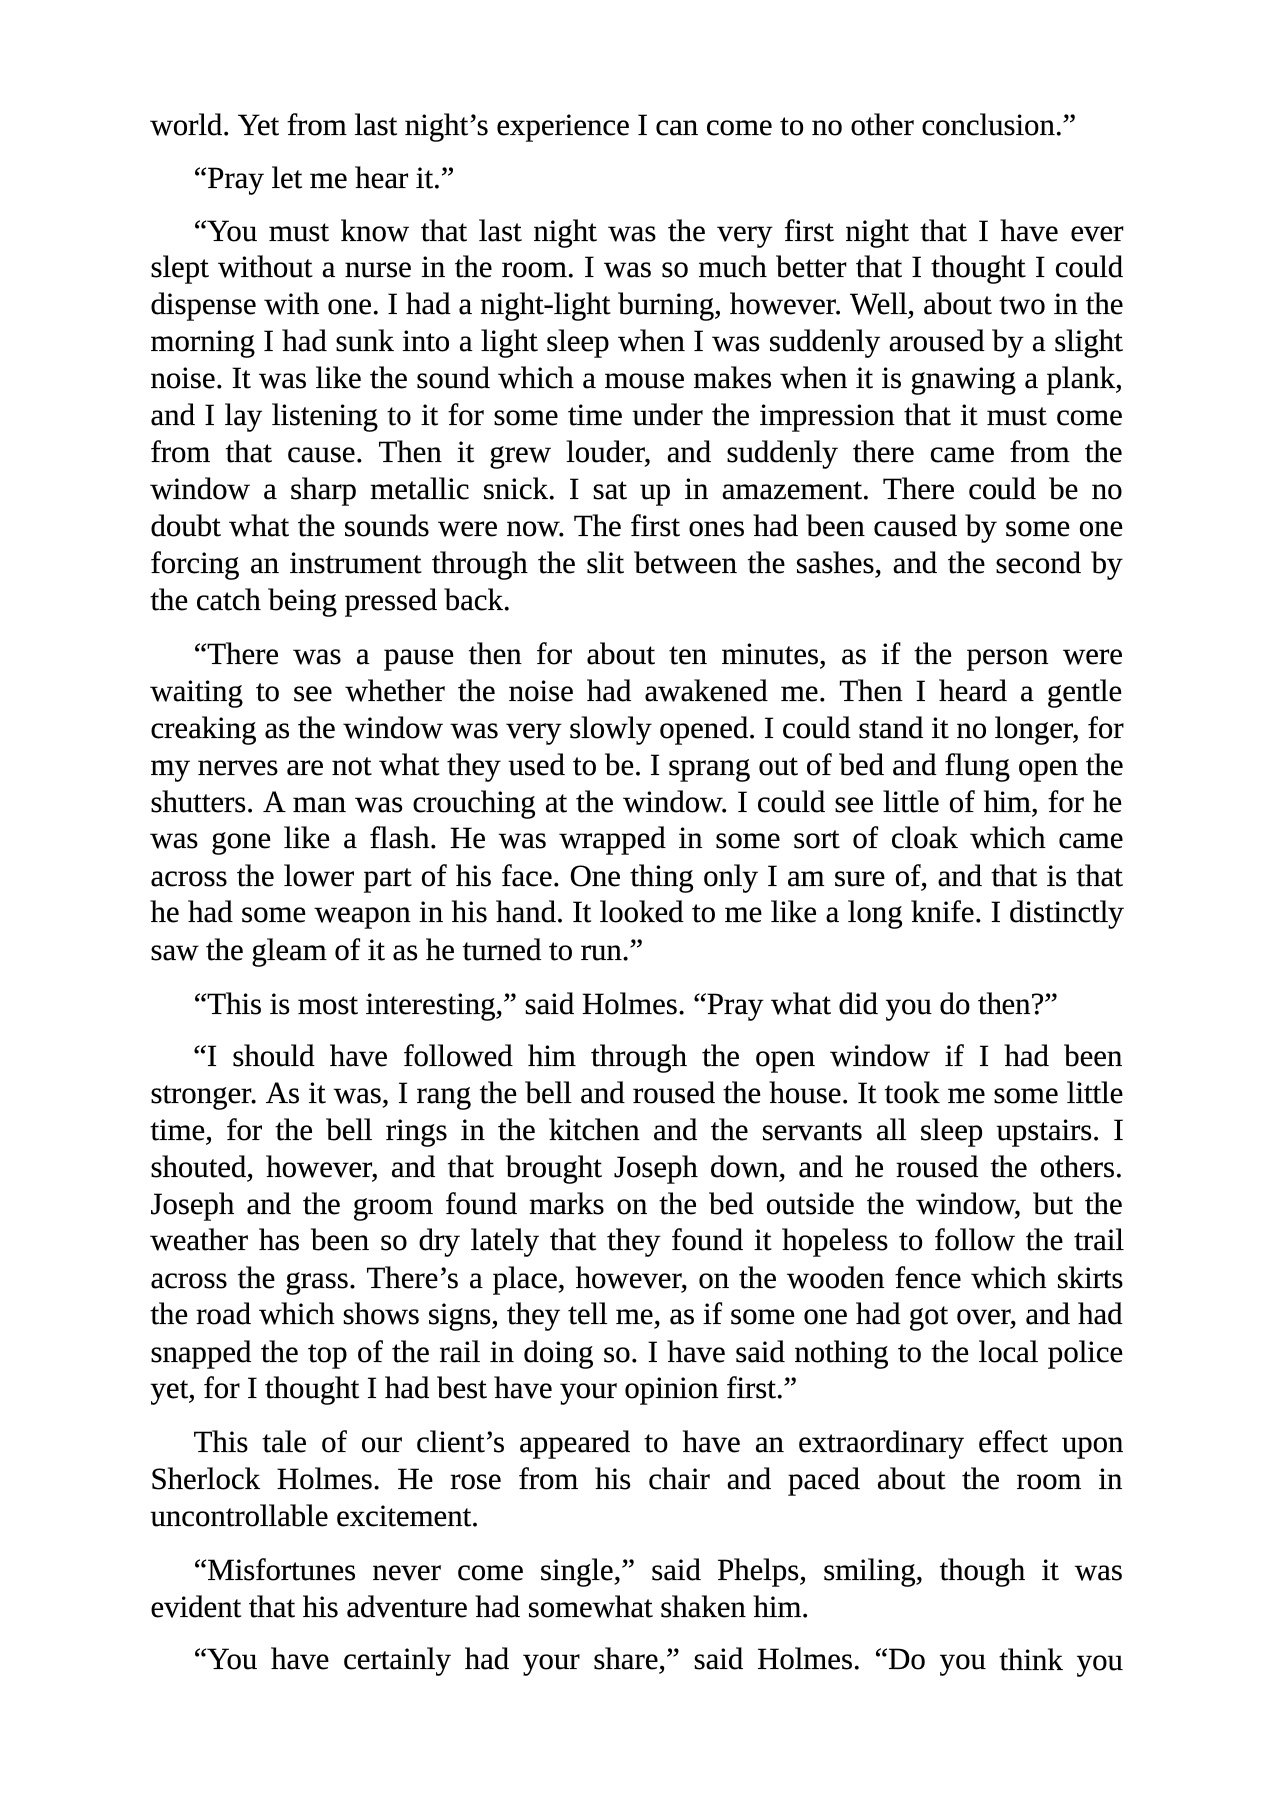 world. Yet from last night’s experience I can come to no other conclusion.”
“Pray let me hear it.”
“You must know that last night was the very first night that I have ever
slept without a nurse in the room. I was so much better that I thought I could
dispense with one. I had a night-light burning, however. Well, about two in the
morning I had sunk into a light sleep when I was suddenly aroused by a slight
noise. It was like the sound which a mouse makes when it is gnawing a plank,
and I lay listening to it for some time under the impression that it must come
from that cause. Then it grew louder, and suddenly there came from the
window a sharp metallic snick. I sat up in amazement. There could be no
doubt what the sounds were now. The first ones had been caused by some one
forcing an instrument through the slit between the sashes, and the second by
the catch being pressed back.
“There was a pause then for about ten minutes, as if the person were
waiting to see whether the noise had awakened me. Then I heard a gentle
creaking as the window was very slowly opened. I could stand it no longer, for
my nerves are not what they used to be. I sprang out of bed and flung open the
shutters. A man was crouching at the window. I could see little of him, for he
was gone like a flash. He was wrapped in some sort of cloak which came
across the lower part of his face. One thing only I am sure of, and that is that
he had some weapon in his hand. It looked to me like a long knife. I distinctly
saw the gleam of it as he turned to run.”
“This is most interesting,” said Holmes. “Pray what did you do then?”
“I should have followed him through the open window if I had been
stronger. As it was, I rang the bell and roused the house. It took me some little
time, for the bell rings in the kitchen and the servants all sleep upstairs. I
shouted, however, and that brought Joseph down, and he roused the others.
Joseph and the groom found marks on the bed outside the window, but the
weather has been so dry lately that they found it hopeless to follow the trail
across the grass. There’s a place, however, on the wooden fence which skirts
the road which shows signs, they tell me, as if some one had got over, and had
snapped the top of the rail in doing so. I have said nothing to the local police
yet, for I thought I had best have your opinion first.”
This tale of our client’s appeared to have an extraordinary effect upon
Sherlock Holmes. He rose from his chair and paced about the room in
uncontrollable excitement.
“Misfortunes never come single,” said Phelps, smiling, though it was
evident that his adventure had somewhat shaken him.
“You have certainly had your share,” said Holmes. “Do you think you